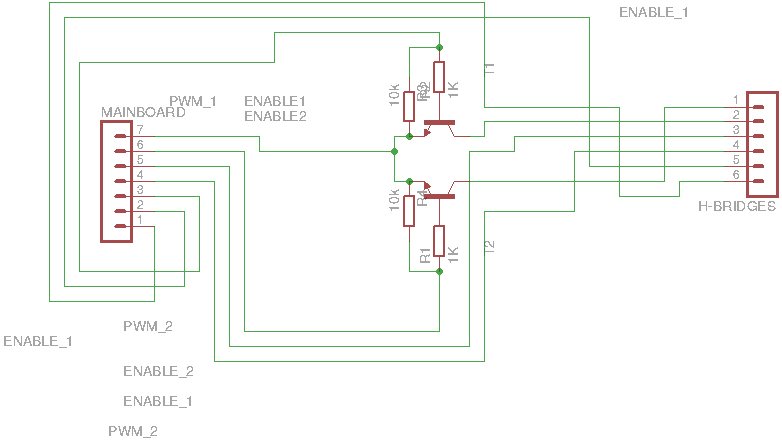 ENABLE_1
T1
10k
R3
R2
1K
PWM_1
ENABLE1
MAINBOARD
ENABLE2
7
6
5
4
3
2
1
1
2
3
4
5
6
H-BRIDGES
10k
R4
R1
1K
T2
PWM_2
ENABLE_1
ENABLE_2
ENABLE_1
PWM_2